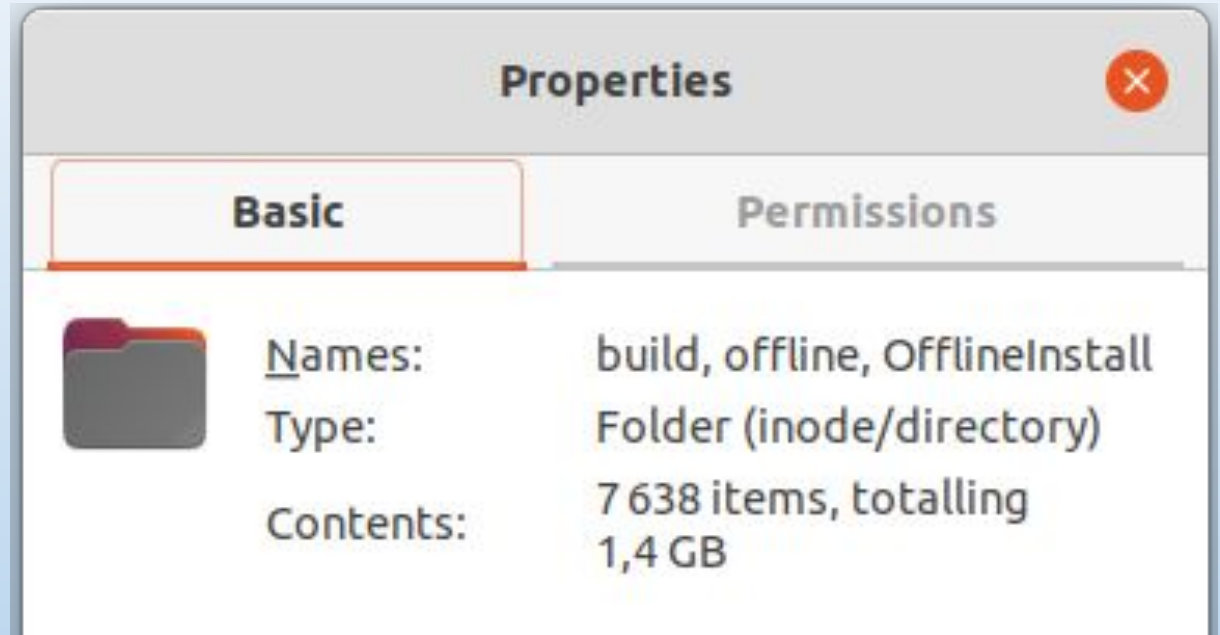 Properties
Basic
Permissions
Names: build, offline, OfflineInstall
Type: Folder (inode/directory)
Contents: 7 638 items, totalling
1,4 GB